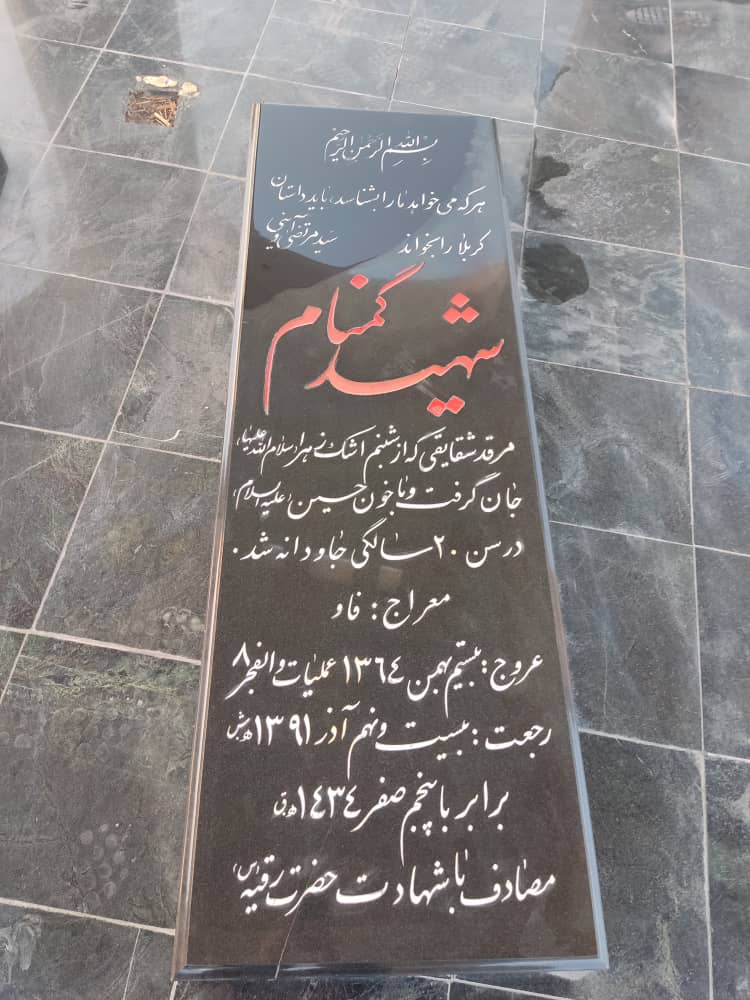 بسم الله الرحمن الرحیم
هر که می خواهد ما را بشناسد، باید داستان
کربلا را بخواند سید مرتضی آوینی
شهید گمنام
مرقد شقایقی که از شبنم اشک زهرا (سلام الله علیها)
جان گرفت و با خون حسین (علیه السلام)
در سن ۲۰ سالگی جاودانه شد.
معراج : فاو
عروج : بیستم بهمن ۱۳٦٤ عملیات والفجر ۸
رجعت : بیست و نهم آذر ۱۳۹۱ ه ش
برابر با پنجم صفر ۱٤۳٤ ه ق
مصادف با شهادت حضرت رقیه (س)